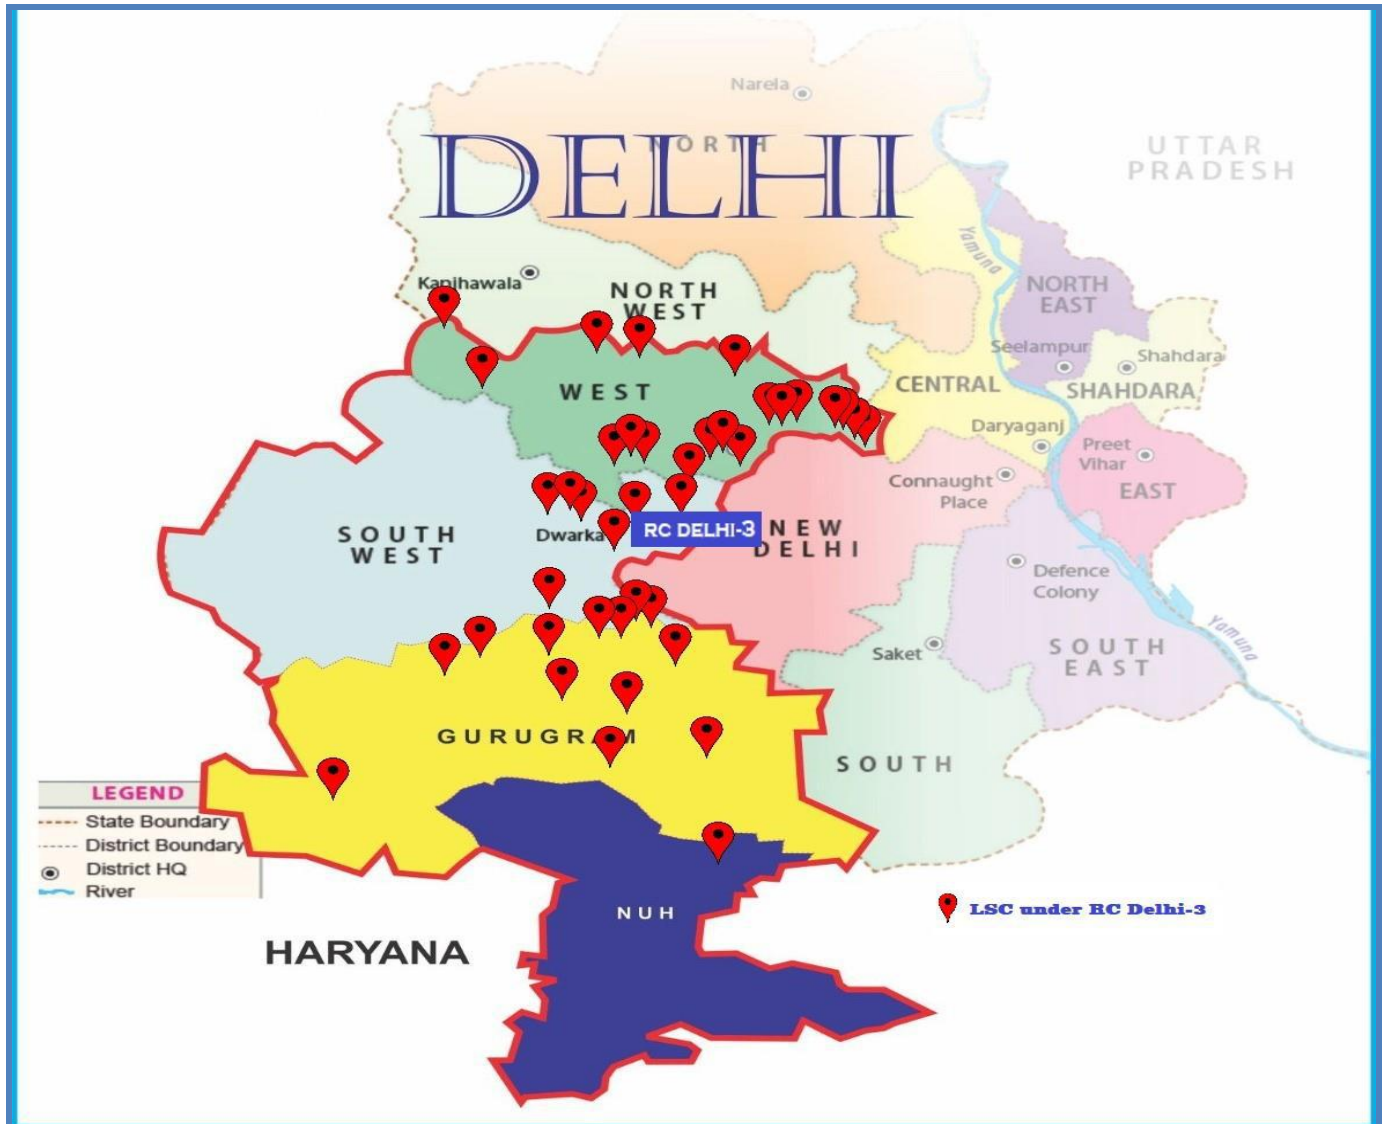 Narela
DELHI
NORTH
UTTAR
PRADESH
Yamuna
Kanjhawala
NORTH
WEST
NORTH
EAST
Seelampur
Shahdara
WEST
CENTRAL
SHAHDARA
Daryaganj
Preet
Vihar
Connaught
Place
EAST
SOUTH
WEST
Dwarka
RC DELHI-3
NEW
DELHI
Defence
Colony
Yamuna
Saket
SOUTH
EAST
GURUGRAM
SOUTH
LEGEND
State Boundary
District Boundary
District HQ
River
NUH
LSC under RC Delhi-3
HARYANA